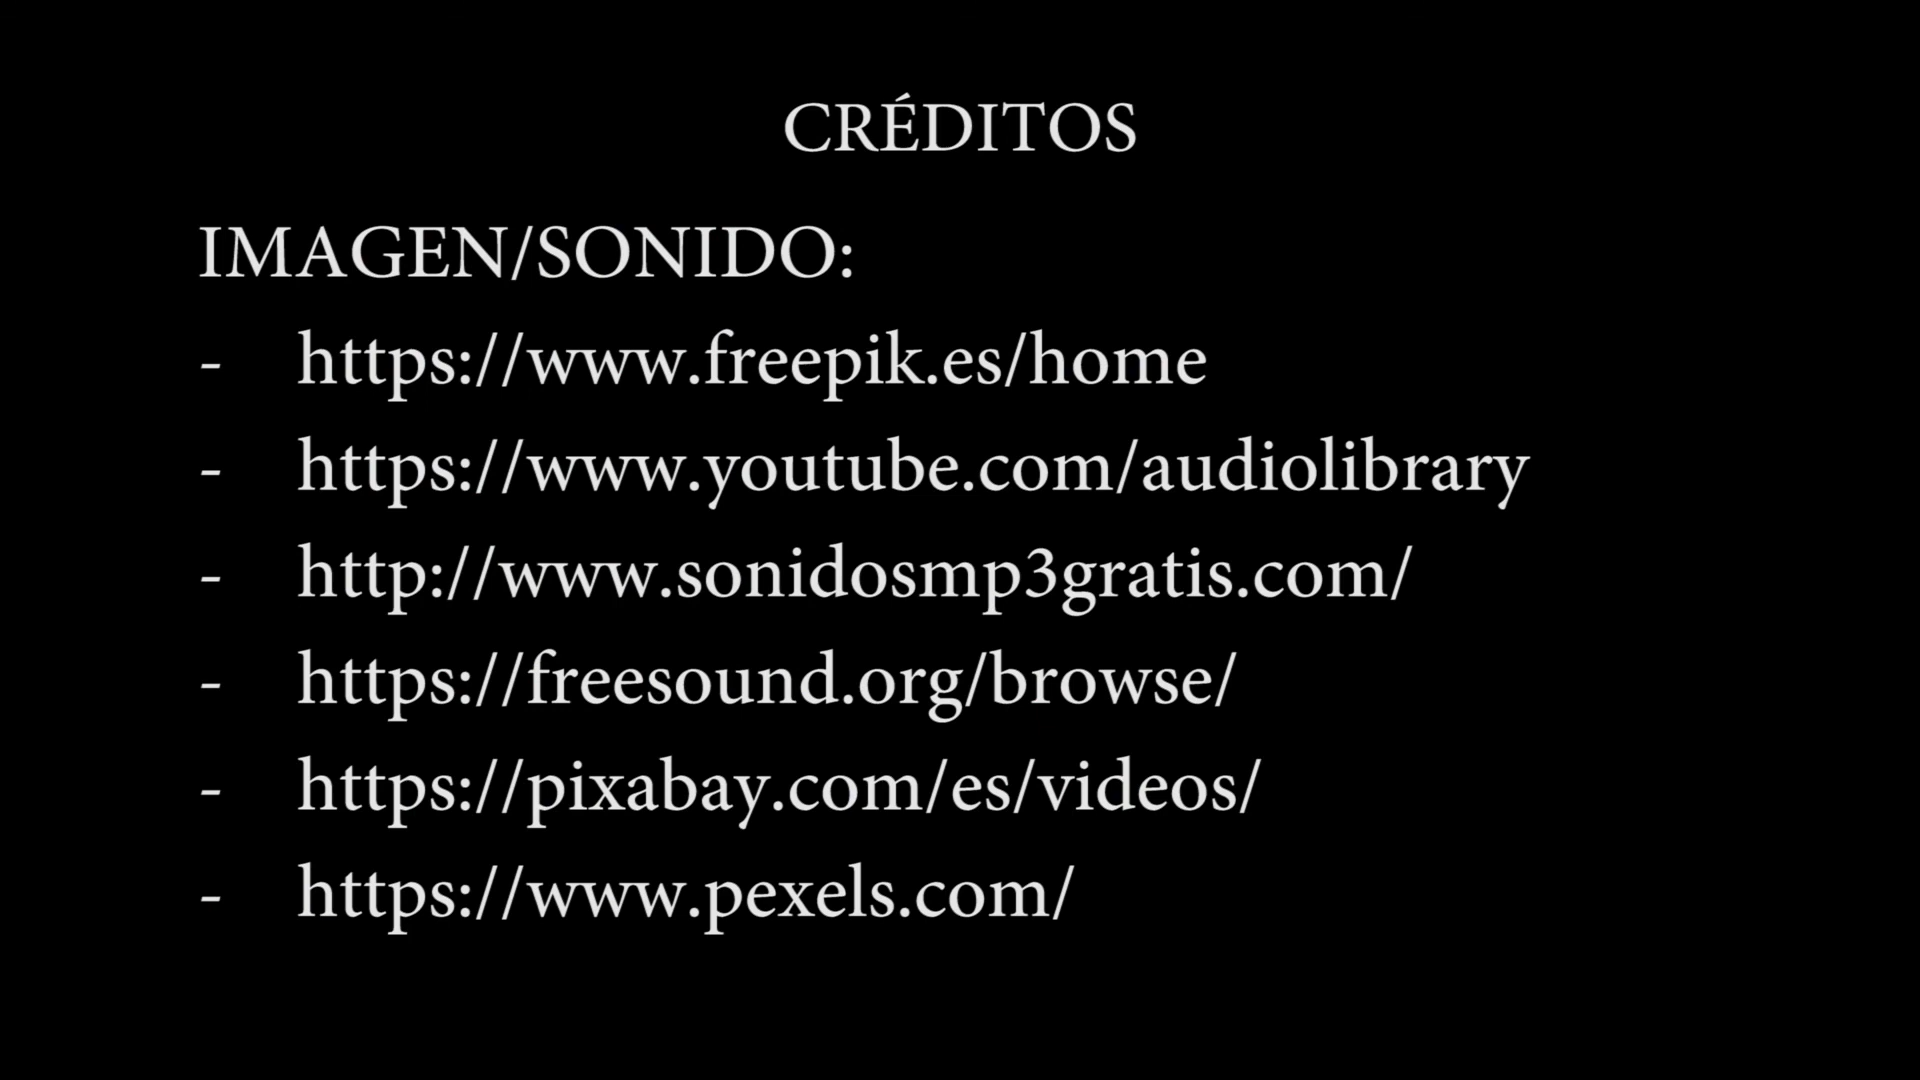 CRÉDITOS
IMAGEN/SONIDO:
- https://www.freepik.es/home
- https://www.youtube.com/audiolibrary
- http://www.sonidosmp3gratis.com/
- https://freesound.org/browse/
- https://pixabay.com/es/videos/
- https://www.pexels.com/